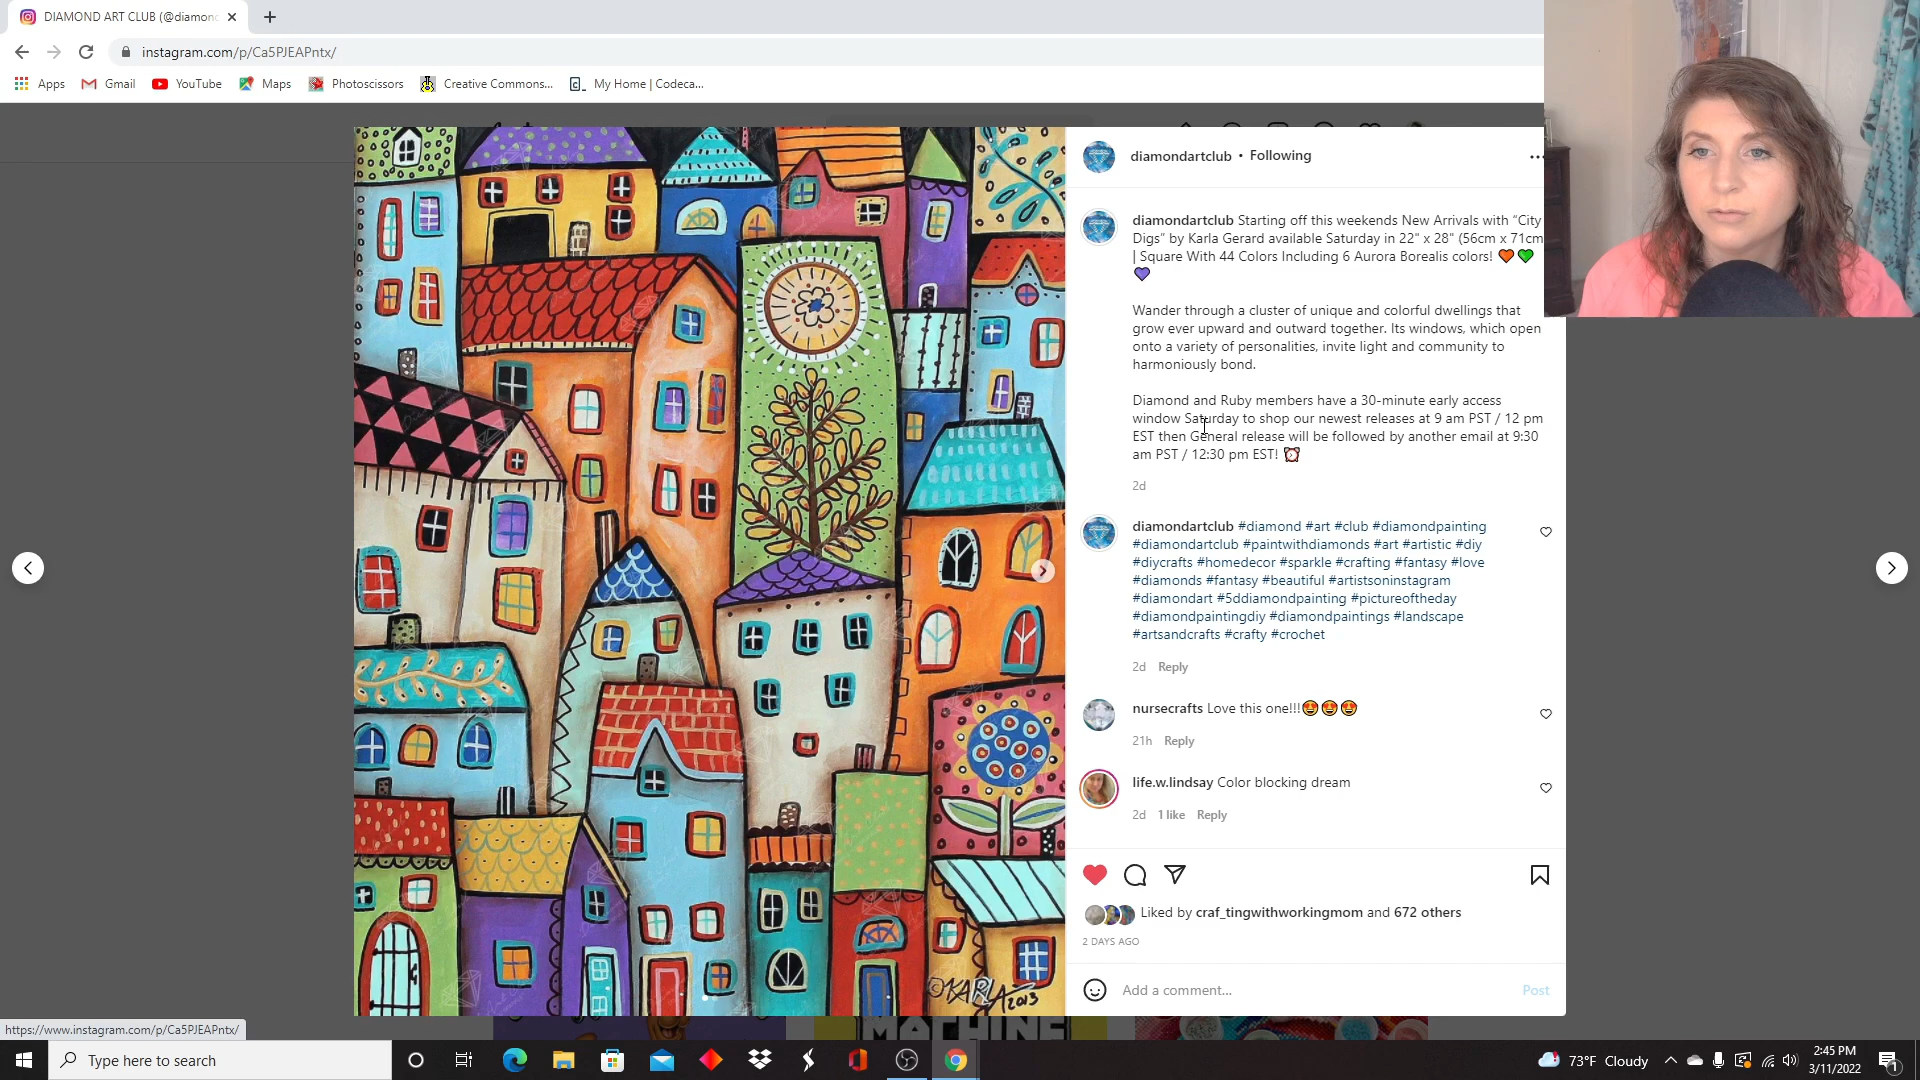 DIAMOND ART CLUB (@diamond
instagram.com/p/Ca5PJEAPntx/
Apps Gmail YouTube Maps Photoscissors Creative Commons... My Home | Codeca...
diamondartclub • Following
diamondartclub Starting off this weekends New Arrivals with “City
Digs” by Karla Gerard available Saturday in 22" x 28" (56cm x 71cm
| Square With 44 Colors Including 6 Aurora Borealis colors! 🧡💚
💜
Wander through a cluster of unique and colorful dwellings that
grow ever upward and outward together. Its windows, which open
onto a variety of personalities, invite light and community to
harmoniously bond.
Diamond and Ruby members have a 30-minute early access
window Saturday to shop our newest releases at 9 am PST / 12 pm
EST then General release will be followed by another email at 9:30
am PST / 12:30 pm EST! ⏰
2d
diamondartclub #diamond #art #club #diamondpainting
#diamondartclub #paintwithdiamonds #art #artistic #diy
#diycrafts #homedecor #sparkle #crafting #fantasy #love
#diamonds #fantasy #beautiful #artistsoninstagram
#diamondart #5ddiamondpainting #pictureoftheday
#diamondpaintingdiy #diamondpaintings #landscape
#artsandcrafts #crafty #crochet
2d Reply
nursecrafts Love this one!!!🤩🤩🤩
21h Reply
life.w.lindsay Color blocking dream
2d 1 like Reply
Liked by craf_tingwithworkingmom and 672 others
2 DAYS AGO
Add a comment... Post
©KARLA 2013
MACHINE
https://www.instagram.com/p/Ca5PJEAPntx/
Type here to search
73°F Cloudy
2:45 PM
3/11/2022
1